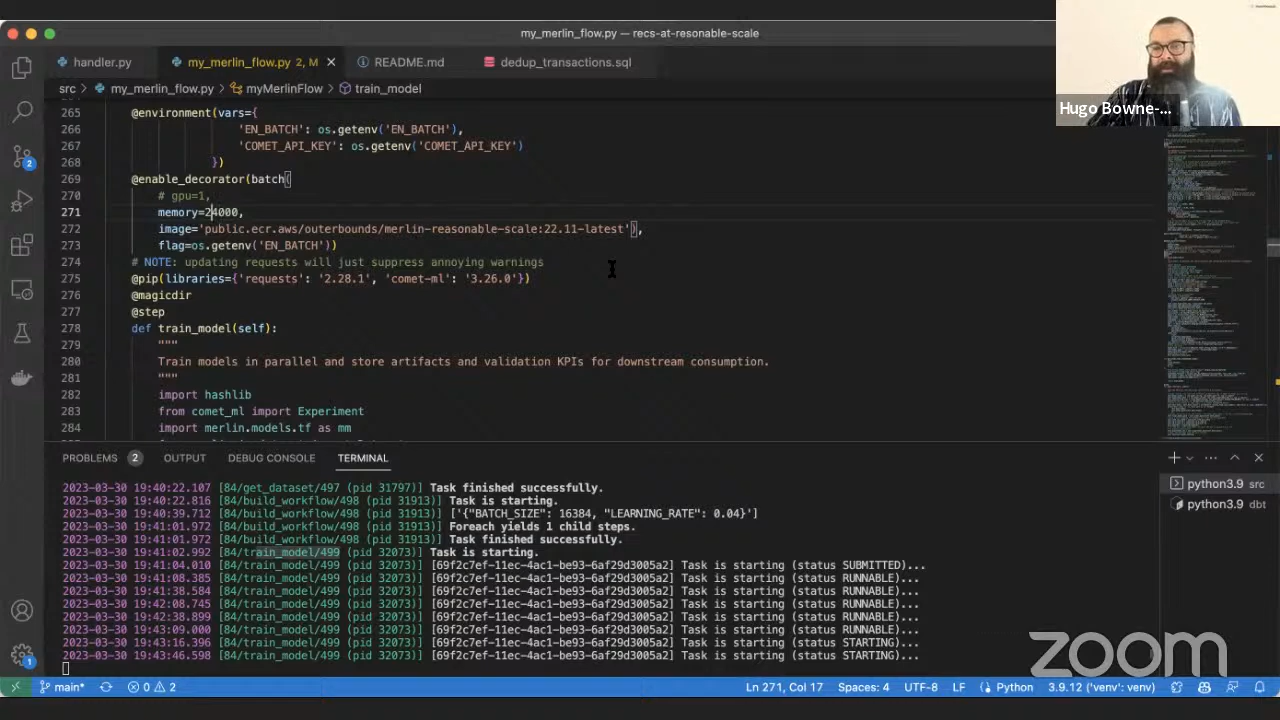 my_merlin_flow.py — recs-at-resonable-scale
handler.py
my_merlin_flow.py 2, M
README.md
dedup_transactions.sql
src > my_merlin_flow.py > myMerlinFlow > train_model
265 @environment(vars={
266 'EN_BATCH': os.getenv('EN_BATCH'),
267 'COMET_API_KEY': os.getenv('COMET_API_KEY')
268 })
269 @enable_decorator(batch(
270 # gpu=1,
271 memory=24000,
272 image='public.ecr.aws/outerbounds/merlin-reasonable-scale:22.11-latest'),
273 flag=os.getenv('EN_BATCH'))
274 # NOTE: updating requests will just suppress annoying warnings
275 @pip(libraries={'requests': '2.28.1', 'comet-ml': '3.26.0'})
276 @magicdir
277 @step
278 def train_model(self):
279 """
280 Train models in parallel and store artifacts and validation KPIs for downstream consumption.
281 """
282 import hashlib
283 from comet_ml import Experiment
284 import merlin.models.tf as mm
Hugo Bowne-...
2
1
PROBLEMS 2 OUTPUT DEBUG CONSOLE TERMINAL
2023-03-30 19:40:22.107 [84/get_dataset/497 (pid 31797)] Task finished successfully.
2023-03-30 19:40:22.816 [84/build_workflow/498 (pid 31913)] Task is starting.
2023-03-30 19:40:39.712 [84/build_workflow/498 (pid 31913)] ['{"BATCH_SIZE": 16384, "LEARNING_RATE": 0.04}']
2023-03-30 19:41:01.972 [84/build_workflow/498 (pid 31913)] Foreach yields 1 child steps.
2023-03-30 19:41:01.972 [84/build_workflow/498 (pid 31913)] Task finished successfully.
2023-03-30 19:41:02.992 [84/train_model/499 (pid 32073)] Task is starting.
2023-03-30 19:41:04.010 [84/train_model/499 (pid 32073)] [69f2c7ef-11ec-4ac1-be93-6af29d3005a2] Task is starting (status SUBMITTED)...
2023-03-30 19:41:08.385 [84/train_model/499 (pid 32073)] [69f2c7ef-11ec-4ac1-be93-6af29d3005a2] Task is starting (status RUNNABLE)...
2023-03-30 19:41:38.584 [84/train_model/499 (pid 32073)] [69f2c7ef-11ec-4ac1-be93-6af29d3005a2] Task is starting (status RUNNABLE)...
2023-03-30 19:42:08.745 [84/train_model/499 (pid 32073)] [69f2c7ef-11ec-4ac1-be93-6af29d3005a2] Task is starting (status RUNNABLE)...
2023-03-30 19:42:38.899 [84/train_model/499 (pid 32073)] [69f2c7ef-11ec-4ac1-be93-6af29d3005a2] Task is starting (status RUNNABLE)...
2023-03-30 19:43:09.000 [84/train_model/499 (pid 32073)] [69f2c7ef-11ec-4ac1-be93-6af29d3005a2] Task is starting (status RUNNABLE)...
2023-03-30 19:43:16.396 [84/train_model/499 (pid 32073)] [69f2c7ef-11ec-4ac1-be93-6af29d3005a2] Task is starting (status STARTING)...
2023-03-30 19:43:46.598 [84/train_model/499 (pid 32073)] [69f2c7ef-11ec-4ac1-be93-6af29d3005a2] Task is starting (status STARTING)...
python3.9 src
python3.9 dbt
zoom
main* 0 2 Ln 271, Col 17 Spaces: 4 UTF-8 LF Python 3.9.12 ('venv': venv)